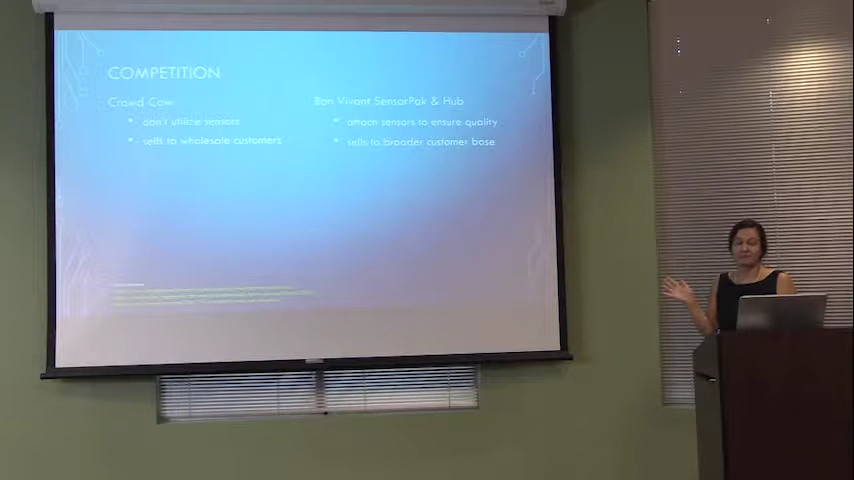 COMPETITION
Crowd Cow
• don't utilize sensors
• sells to wholesale customers
Bon Vivant SensorPak & Hub
• attach sensors to ensure quality
• sells to broader customer base